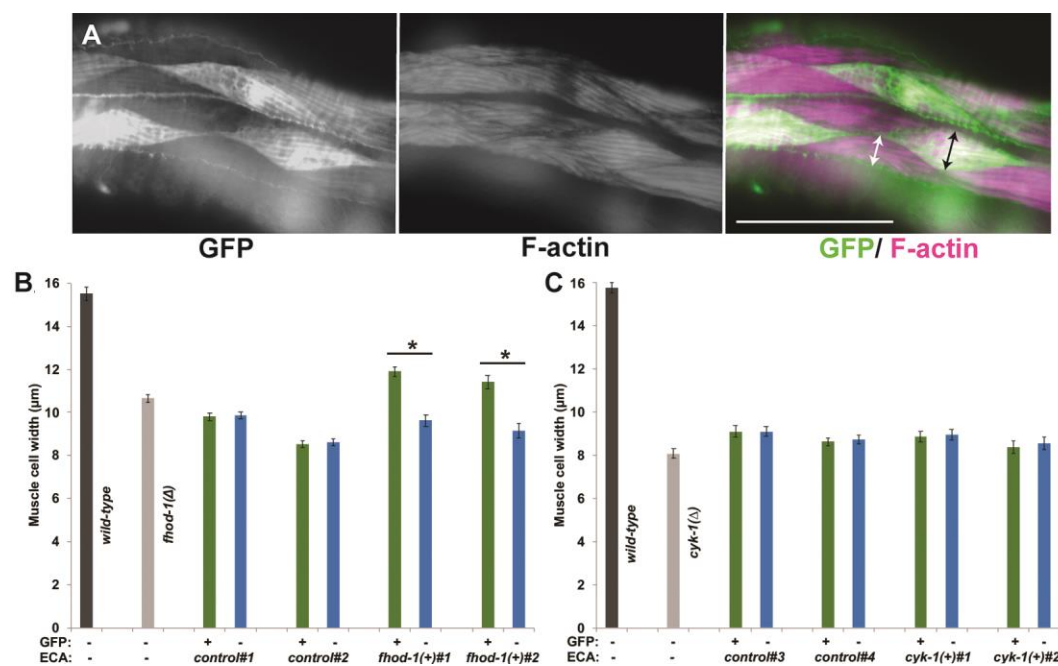 A
GFP
F-actin
GFP/ F-actin
B
Muscle cell width (µm)
16
14
12
10
8
6
4
2
0
wild-type
fhod-1(Δ)
*
*
GFP: - - + - + - + - + -
ECA: - - control#1 control#2 fhod-1(+)#1 fhod-1(+)#2
C
Muscle cell width (µm)
16
14
12
10
8
6
4
2
0
wild-type
cyk-1(Δ)
GFP: - - + - + - + - + -
ECA: - - control#3 control#4 cyk-1(+)#1 cyk-1(+)#2